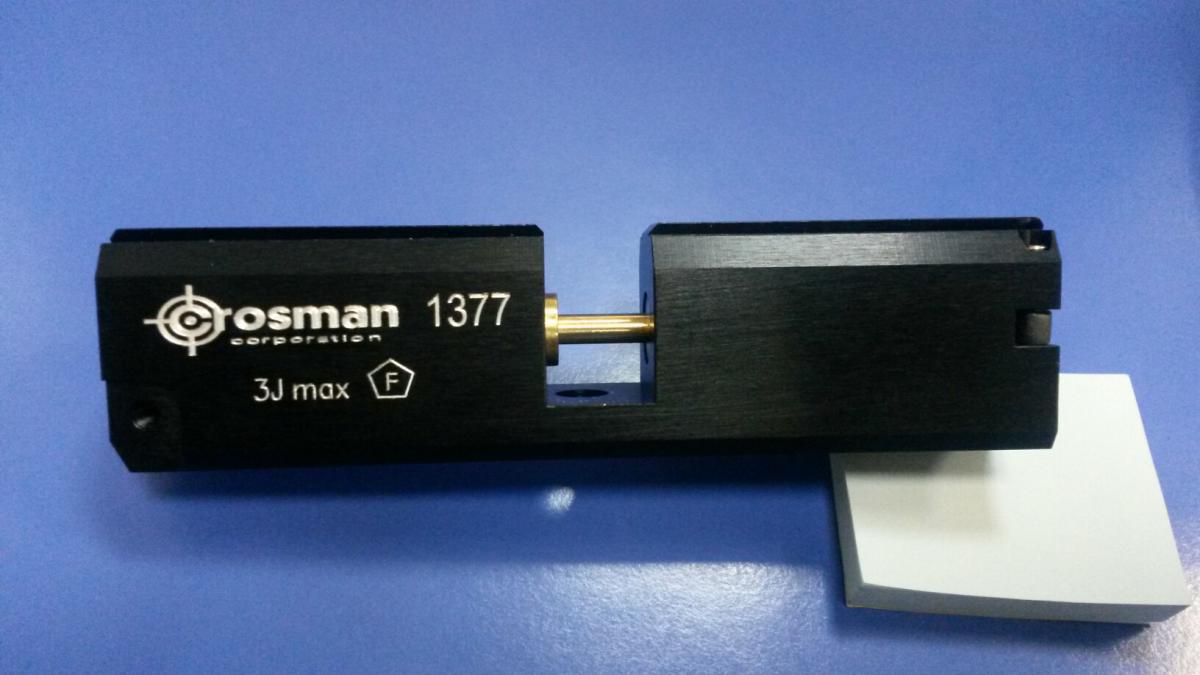 Crosman 1377
corporation
3J max F